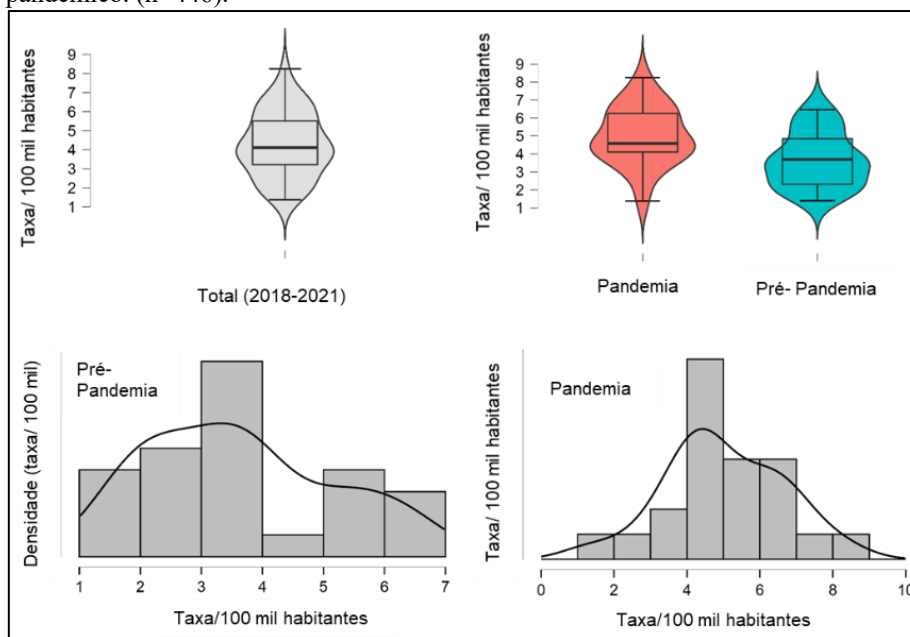 pandêmico. (n=446).
Taxa/ 100 mil habitantes
9
8
7
6
5
4
3
2
1
Total (2018-2021)
Taxa/ 100 mil habitantes
9
8
7
6
5
4
3
2
1
Pandemia
Pré- Pandemia
Densidade (taxa/ 100 mil)
Pré-
Pandemia
1 2 3 4 5 6 7
Taxa/100 mil habitantes
Taxa/ 100 mil habitantes
Pandemia
0 2 4 6 8 10
Taxa/100 mil habitantes